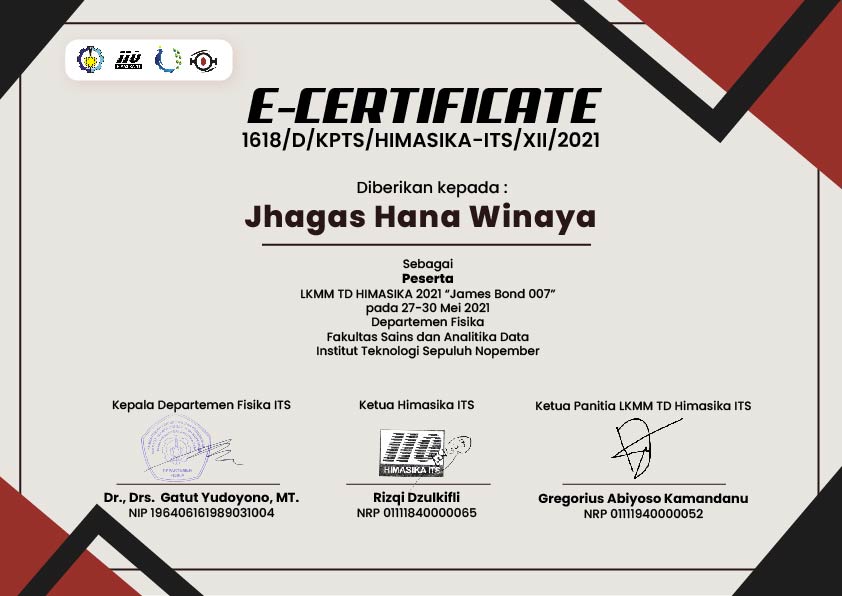 E-CERTIFICATE
1618/D/KPTS/HIMASIKA-ITS/XII/2021
Diberikan kepada :
Jhagas Hana Winaya
Sebagai
Peserta
LKMM TD HIMASIKA 2021 “James Bond 007”
pada 27-30 Mei 2021
Departemen Fisika
Fakultas Sains dan Analitika Data
Institut Teknologi Sepuluh Nopember
Kepala Departemen Fisika ITS
Ketua Himasika ITS
Ketua Panitia LKMM TD Himasika ITS
HIMASIKA ITS
Dr., Drs. Gatut Yudoyono, MT.
Rizqi Dzulkifli
Gregorius Abiyoso Kamandanu
NIP 196406161989031004
NRP 01111840000065
NRP 01111940000052